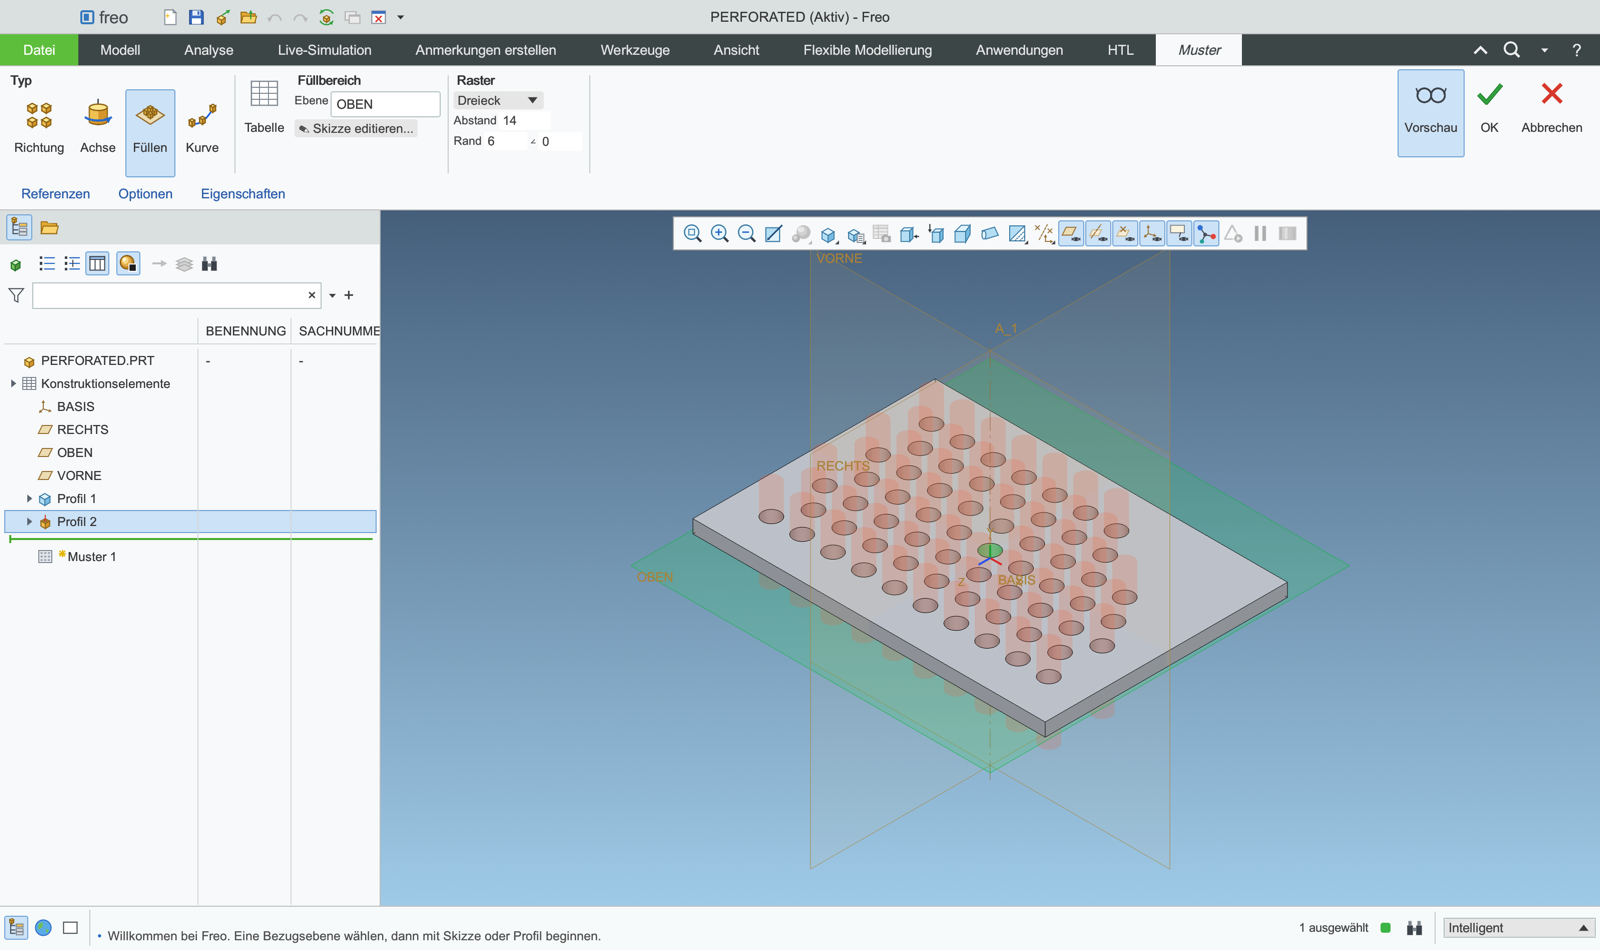 freo
PERFORATED (Aktiv) - Freo
Datei Modell Analyse Live-Simulation Anmerkungen erstellen Werkzeuge Ansicht Flexible Modellierung Anwendungen HTL Muster
?
Typ
Richtung Achse Füllen Kurve
Tabelle
Füllbereich
Ebene OBEN
Skizze editieren...
Raster
Dreieck
Abstand 14
Rand 6 0
Vorschau OK Abbrechen
Referenzen Optionen Eigenschaften
BENENNUNG SACHNUMME
PERFORATED.PRT - -
Konstruktionselemente
BASIS
RECHTS
OBEN
VORNE
Profil 1
Profil 2
Muster 1
VORNE
A_1
RECHTS
OBEN
Z
BASIS
• Willkommen bei Freo. Eine Bezugsebene wählen, dann mit Skizze oder Profil beginnen.
1 ausgewählt
Intelligent